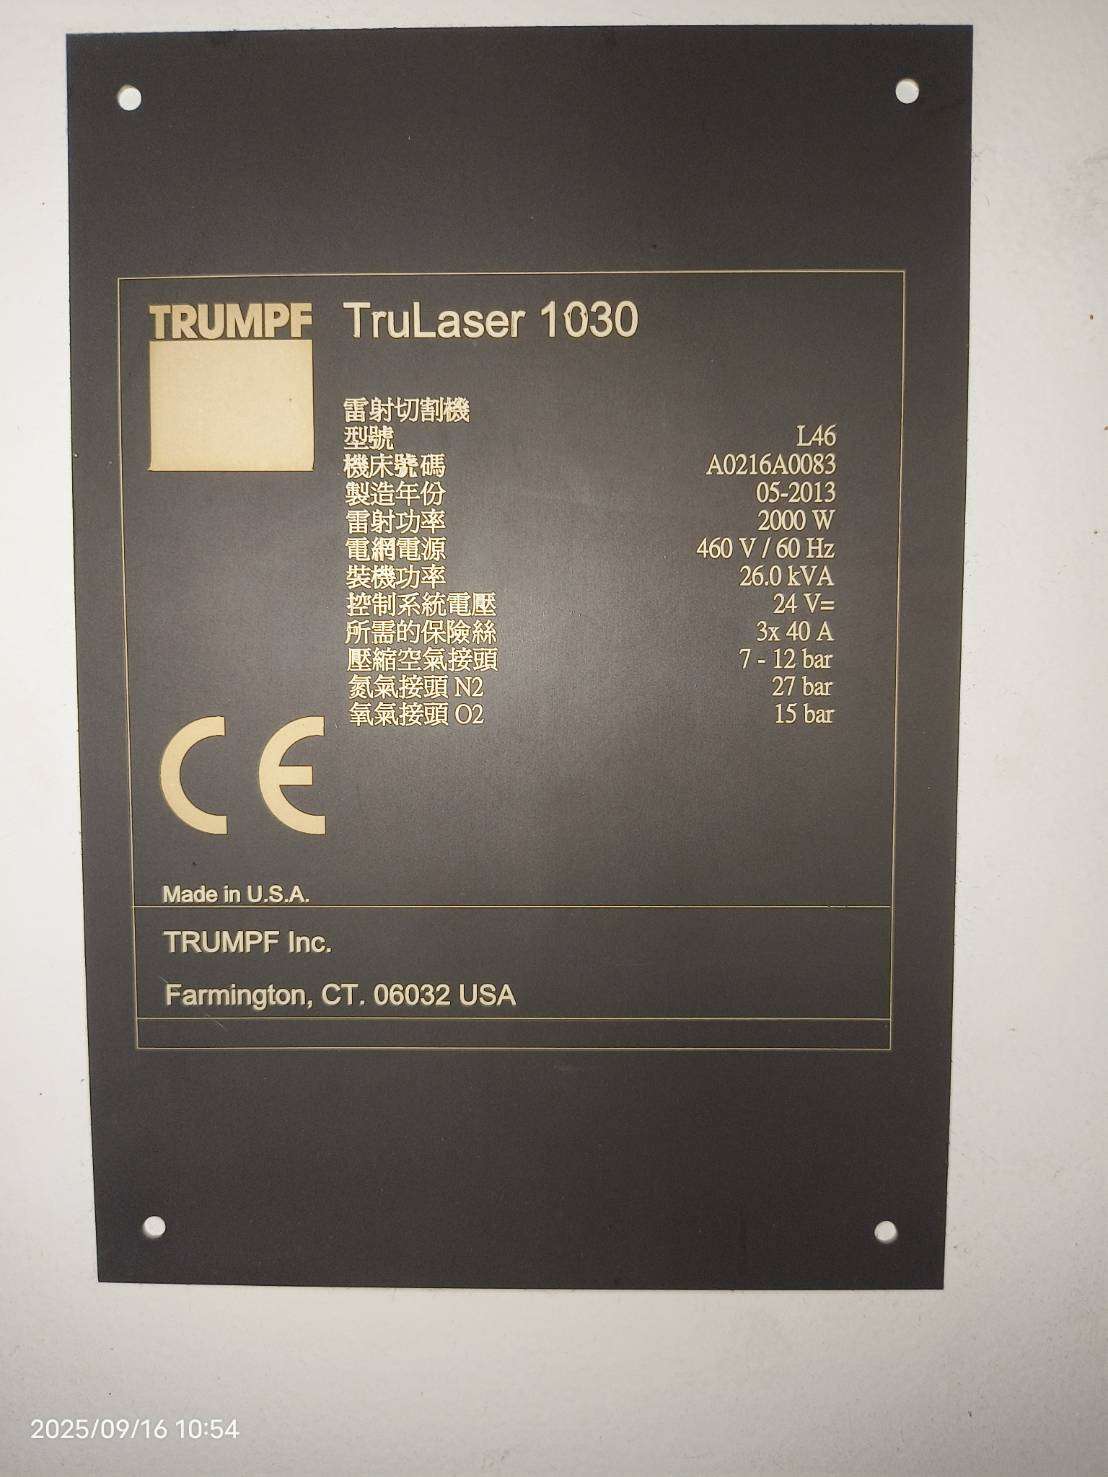 TRUMPF TruLaser 1030
雷射切割機
型號 L46
機床號碼 A0216A0083
製造年份 05-2013
雷射功率 2000 W
電網電源 460 V / 60 Hz
裝機功率 26.0 kVA
控制系統電壓 24 V=
所需的保險絲 3x 40 A
壓縮空氣接頭 7 - 12 bar
氮氣接頭 N2 27 bar
氧氣接頭 O2 15 bar
CE
Made in U.S.A.
TRUMPF Inc.
Farmington, CT. 06032 USA
2025/09/16 10:54